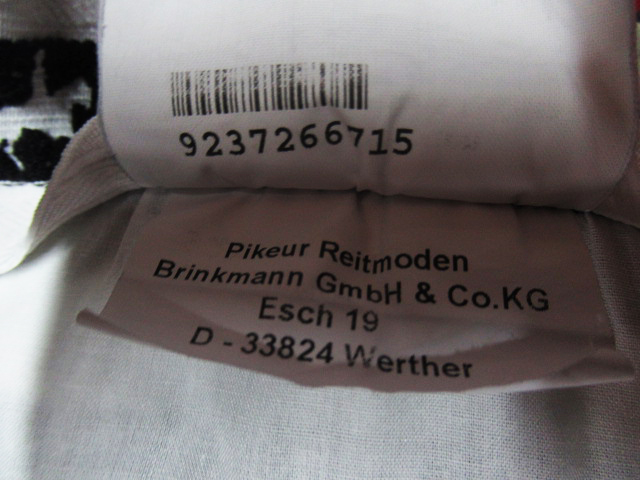 9237266715
Pikeur Reitmoden
Brinkmann GmbH & Co.KG
Esch 19
D - 33824 Werther